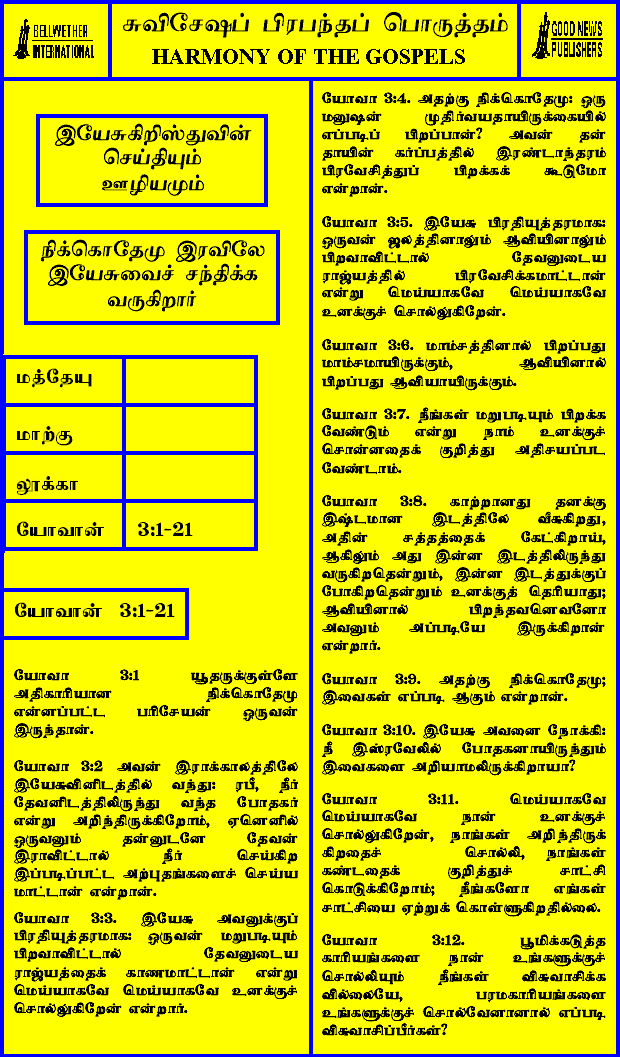 BELLWETHER
INTERNATIONAL
சுவிசேஷப் பிரபந்தப் பொருத்தம்
HARMONY OF THE GOSPELS
GOOD NEWS
PUBLISHERS
இயேசுகிறிஸ்துவின்
செய்தியும்
ஊழியமும்
நிக்கொதேமு இரவிலே
இயேசுவைச் சந்திக்க
வருகிறார்
மத்தேயு
மாற்கு
லூக்கா
யோவான் 3:1-21
யோவான் 3:1-21
யோவா 3:1 யூதருக்குள்ளே
அதிகாரியான நிக்கொதேமு
என்னப்பட்ட பரிசேயன் ஒருவன்
இருந்தான்.
யோவா 3:2 அவன் இராக்காலத்திலே
இயேசுவினிடத்தில் வந்து: ரபீ, நீர்
தேவனிடத்திலிருந்து வந்த போதகர்
என்று அறிந்திருக்கிறோம், ஏனெனில்
ஒருவனும் தன்னுடனே தேவன்
இராவிட்டால் நீர் செய்கிற
இப்படிப்பட்ட அற்புதங்களைச் செய்ய
மாட்டான் என்றான்.
யோவா 3:3. இயேசு அவனுக்குப்
பிரதியுத்தரமாக: ஒருவன் மறுபடியும்
பிறவாவிட்டால் தேவனுடைய
ராஜ்யத்தைக் காணமாட்டான் என்று
மெய்யாகவே மெய்யாகவே உனக்குச்
சொல்லுகிறேன் என்றார்.
யோவா 3:4. அதற்கு நிக்கொதேமு: ஒரு
மனுஷன் முதிர்வயதாயிருக்கையில்
எப்படிப் பிறப்பான்? அவன் தன்
தாயின் கர்ப்பத்தில் இரண்டாந்தரம்
பிரவேசித்துப் பிறக்கக் கூடுமோ
என்றான்.
யோவா 3:5. இயேசு பிரதியுத்தரமாக:
ஒருவன் ஜலத்தினாலும் ஆவியினாலும்
பிறவாவிட்டால் தேவனுடைய
ராஜ்யத்தில் பிரவேசிக்கமாட்டான்
என்று மெய்யாகவே மெய்யாகவே
உனக்குச் சொல்லுகிறேன்.
யோவா 3:6. மாம்சத்தினால் பிறப்பது
மாம்சமாயிருக்கும், ஆவியினால்
பிறப்பது ஆவியாயிருக்கும்.
யோவா 3:7. நீங்கள் மறுபடியும் பிறக்க
வேண்டும் என்று நாம் உனக்குச்
சொன்னதைக் குறித்து அதிசயப்பட
வேண்டாம்.
யோவா 3:8. காற்றானது தனக்கு
இஷ்டமான இடத்திலே வீசுகிறது,
அதின் சத்தத்தைக் கேட்கிறாய்,
ஆகிலும் அது இன்ன இடத்திலிருந்து
வருகிறதென்றும், இன்ன இடத்துக்குப்
போகிறதென்றும் உனக்குத் தெரியாது;
ஆவியினால் பிறந்தவனெவனோ
அவனும் அப்படியே இருக்கிறான்
என்றார்.
யோவா 3:9. அதற்கு நிக்கொதேமு;
இவைகள் எப்படி ஆகும் என்றான்.
யோவா 3:10. இயேசு அவனை நோக்கி:
நீ இஸ்ரவேலில் போதகனாயிருந்தும்
இவைகளை அறியாமலிருக்கிறாயா?
யோவா 3:11. மெய்யாகவே
மெய்யாகவே நான் உனக்குச்
சொல்லுகிறேன், நாங்கள் அறிந்திருக்
கிறதைச் சொல்லி, நாங்கள்
கண்டதைக் குறித்துச் சாட்சி
கொடுக்கிறோம்; நீங்களோ எங்கள்
சாட்சியை ஏற்றுக் கொள்ளுகிறதில்லை.
யோவா 3:12. பூமிக்கடுத்த
காரியங்களை நான் உங்களுக்குச்
சொல்லியும் நீங்கள் விசுவாசிக்க
வில்லையே, பரமகாரியங்களை
உங்களுக்குச் சொல்வேனானால் எப்படி
விசுவாசிப்பீர்கள்?